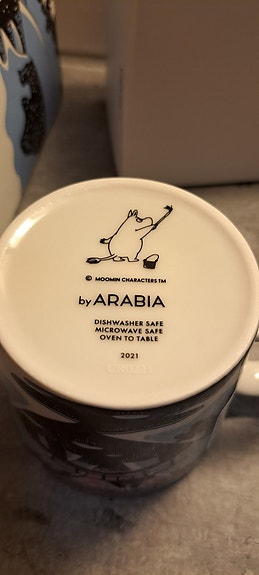 © MOOMIN CHARACTERS TM
by ARABIA
DISHWASHER SAFE
MICROWAVE SAFE
OVEN TO TABLE
2021